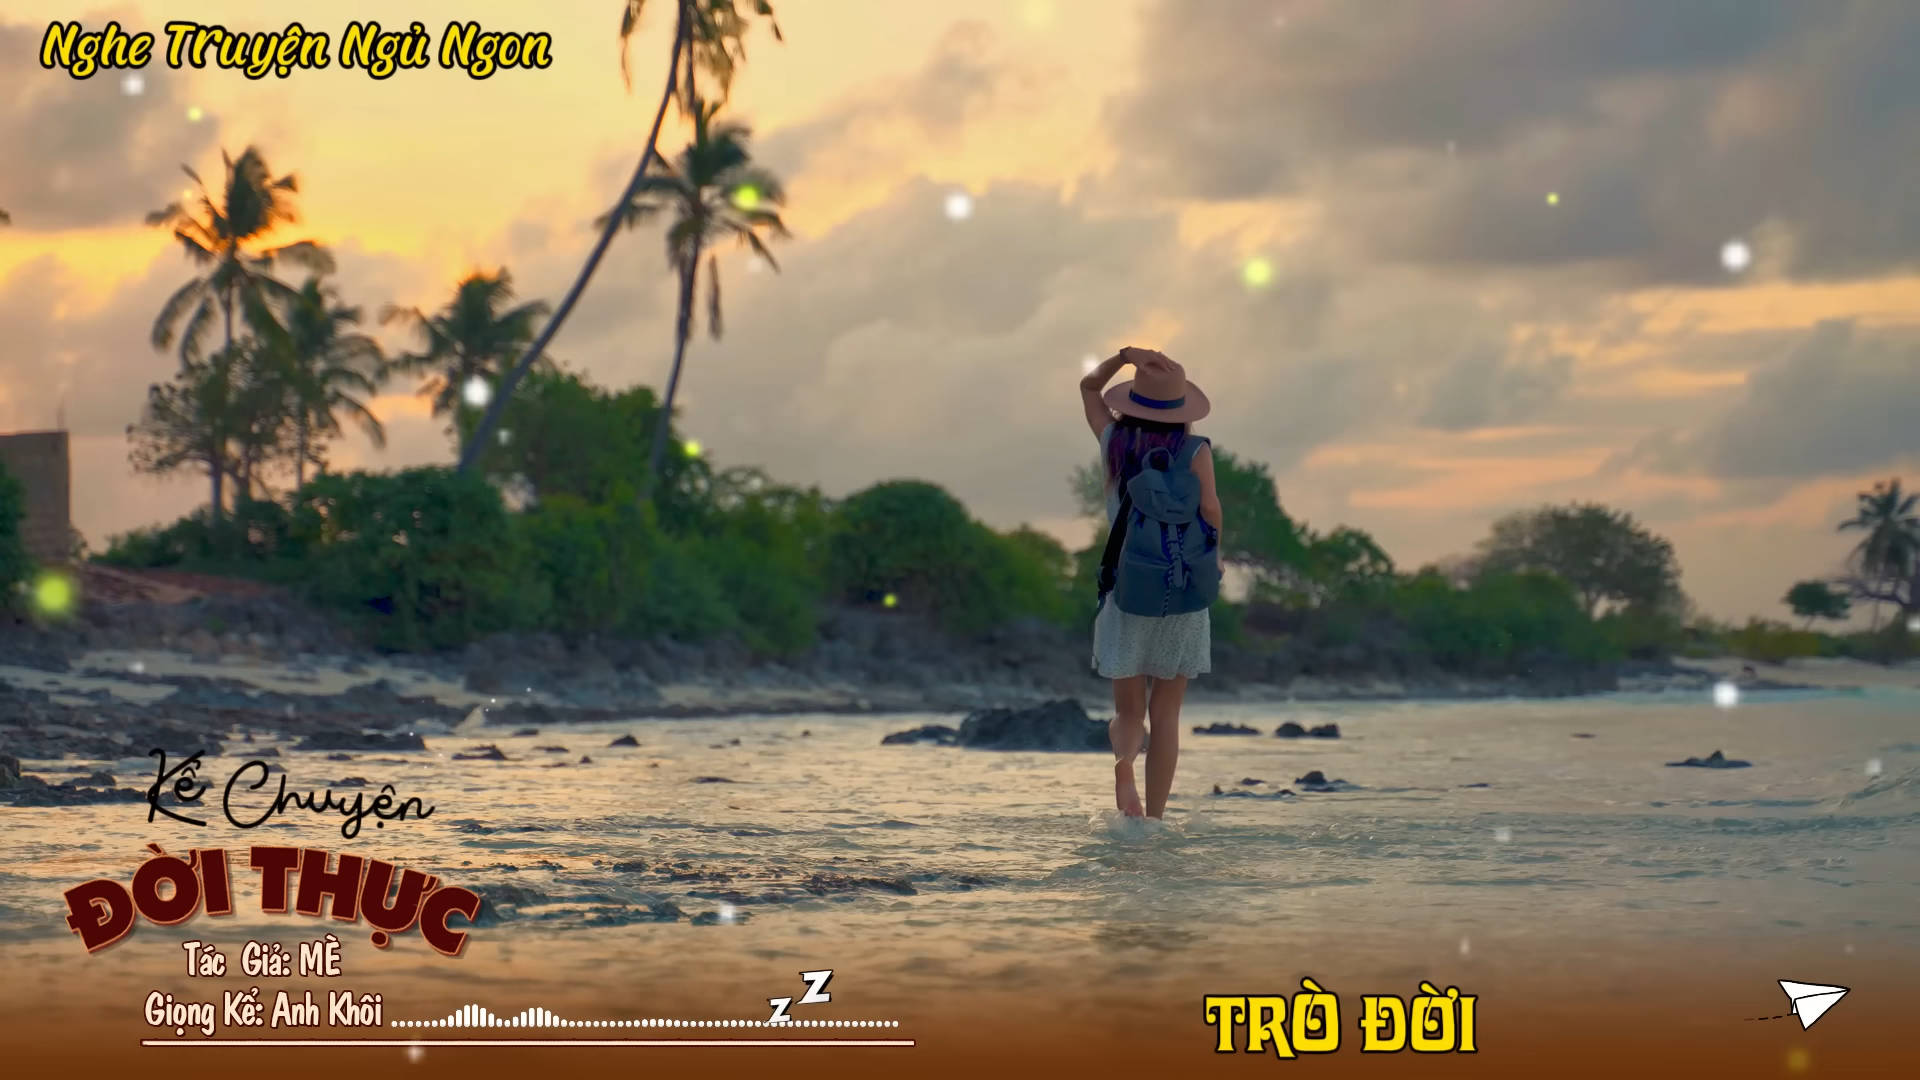 Nghe Truyện Ngủ Ngon
Kể Chuyện
ĐỜI THỰC
Tác Giả: MÈ
Giọng Kể: Anh Khôi
z Z
TRÒ ĐỜI